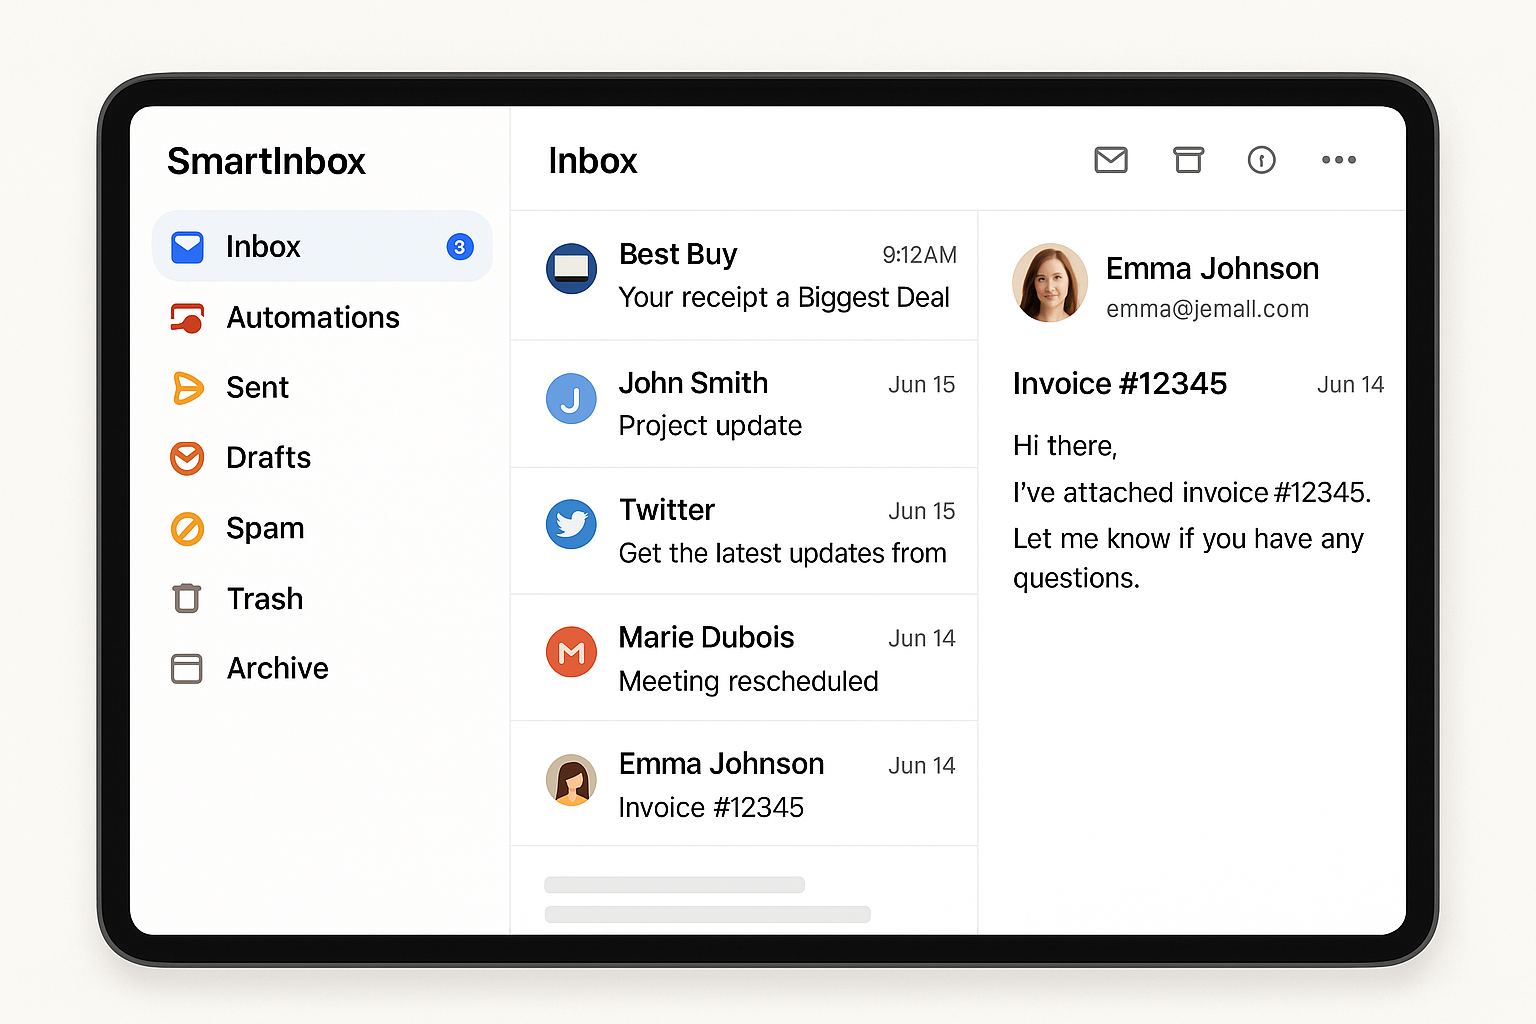 SmartInbox
Inbox
3
Automations
Sent
Drafts
Spam
Trash
Archive
Inbox
Best Buy
9:12AM
Your receipt a Biggest Deal
John Smith
Jun 15
J
Project update
Twitter
Jun 15
Get the latest updates from
Marie Dubois
Jun 14
M
Meeting rescheduled
Emma Johnson
Jun 14
Invoice #12345
Emma Johnson
emma@jemall.com
Invoice #12345
Jun 14
Hi there,
I’ve attached invoice #12345.
Let me know if you have any
questions.